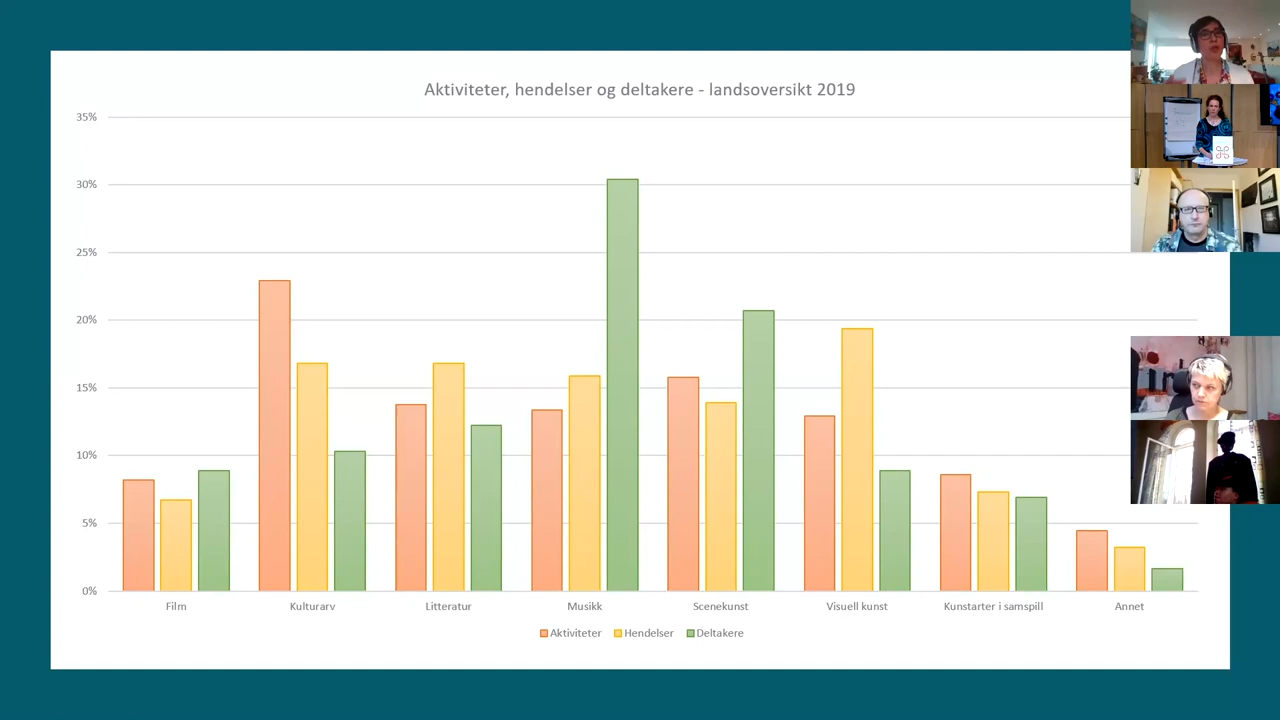 Aktiviteter, hendelser og deltakere - landsoversikt 2019
35%
30%
25%
20%
15%
10%
5%
0%
Film Kulturarv Litteratur Musikk Scenekunst Visuell kunst Kunstarter i samspill Annet
Aktiviteter Hendelser Deltakere